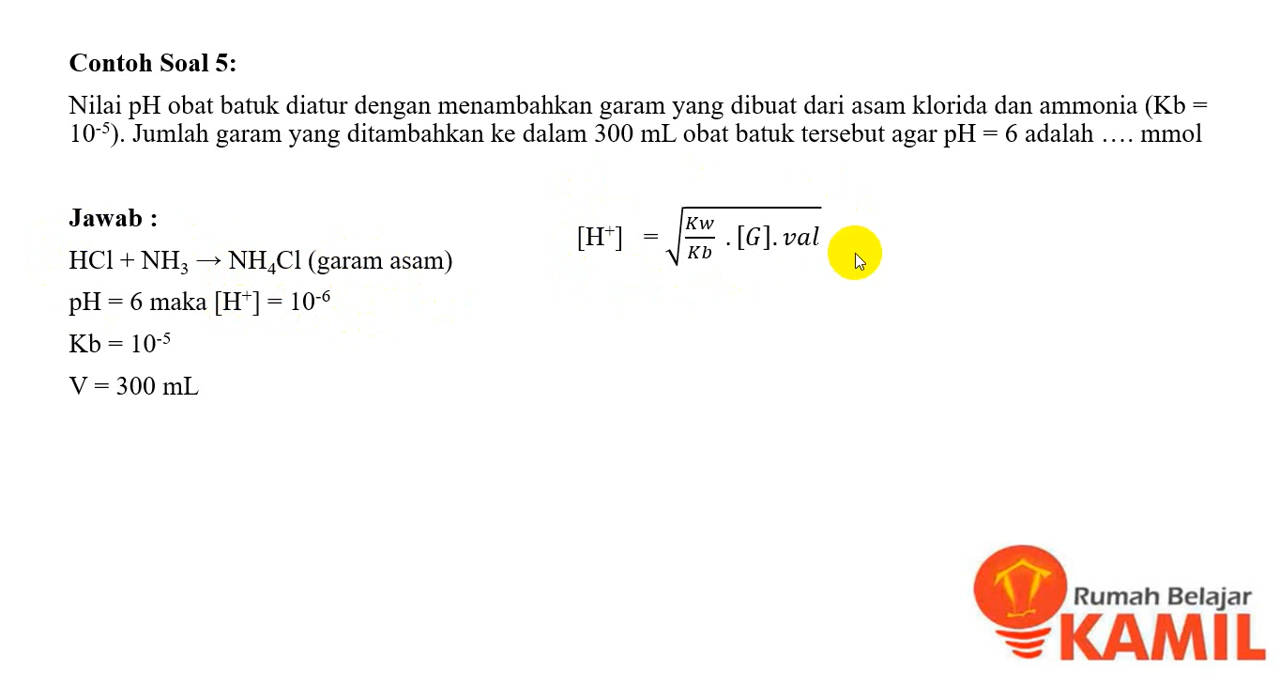 Contoh Soal 5:
Nilai pH obat batuk diatur dengan menambahkan garam yang dibuat dari asam klorida dan ammonia (Kb =
10⁻⁵). Jumlah garam yang ditambahkan ke dalam 300 mL obat batuk tersebut agar pH = 6 adalah …. mmol
Jawab :
HCl + NH₃ → NH₄Cl (garam asam)
pH = 6 maka [H⁺] = 10⁻⁶
Kb = 10⁻⁵
V = 300 mL
[H⁺] = √(Kw/Kb . [G]. val)
Rumah Belajar
KAMIL